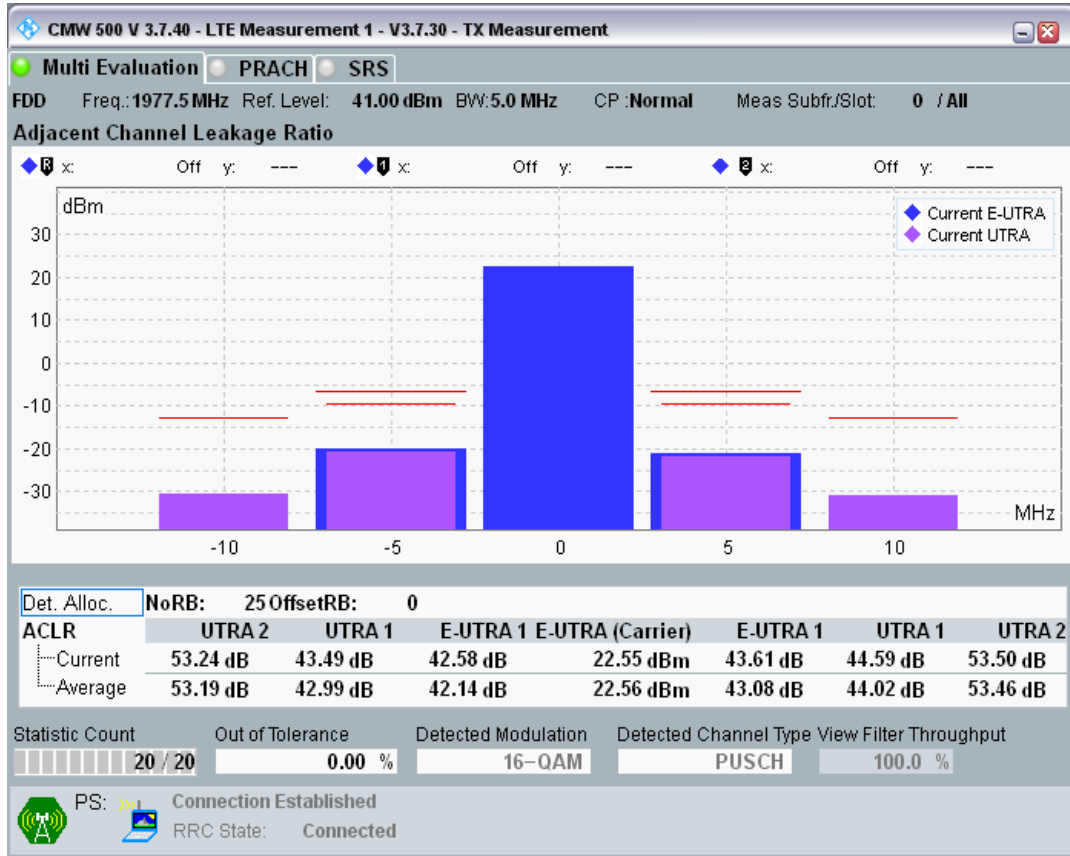 CMW 500 V 3.7.40 - LTE Measurement 1 - V3.7.30 - TX Measurement
Multi Evaluation PRACH SRS
FDD Freq.:1977.5 MHz Ref. Level: 41.00 dBm BW:5.0 MHz CP :Normal Meas Subfr./Slot: 0 / All
Adjacent Channel Leakage Ratio
R x: Off y: --- 1 x: Off y: --- 2 x: Off y: ---
dBm
Current E-UTRA
Current UTRA
30
20
10
0
-10
-20
-30
MHz
-10 -5 0 5 10
Det. Alloc. NoRB: 25 OffsetRB: 0
ACLR UTRA 2 UTRA 1 E-UTRA 1 E-UTRA (Carrier) E-UTRA 1 UTRA 1 UTRA 2
Current 53.24 dB 43.49 dB 42.58 dB 22.55 dBm 43.61 dB 44.59 dB 53.50 dB
Average 53.19 dB 42.99 dB 42.14 dB 22.56 dBm 43.08 dB 44.02 dB 53.46 dB
Statistic Count Out of Tolerance Detected Modulation Detected Channel Type View Filter Throughput
20 / 20 0.00 % 16-QAM PUSCH 100.0 %
PS: Connection Established
RRC State: Connected